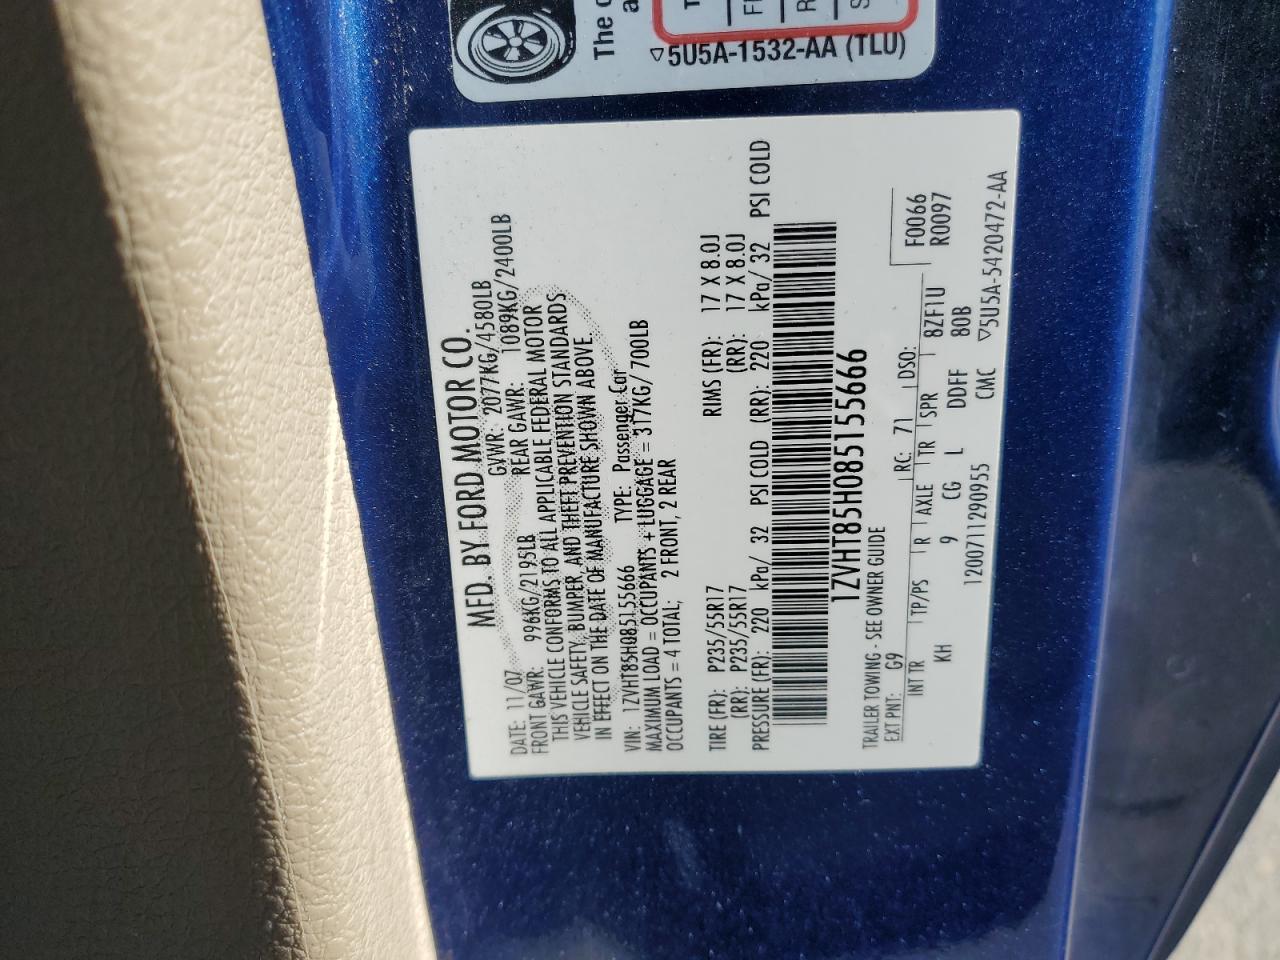 The
a
5U5A-1532-AA (TLU)
MFD. BY FORD MOTOR CO.
DATE: 11/07 GVWR: 2077KG/4580LB
FRONT GAWR: 996KG/2195LB REAR GAWR: 1089KG/2400LB
THIS VEHICLE CONFORMS TO ALL APPLICABLE FEDERAL MOTOR
VEHICLE SAFETY, BUMPER, AND THEFT PREVENTION STANDARDS
IN EFFECT ON THE DATE OF MANUFACTURE SHOWN ABOVE.
VIN: 1ZVHT85H085155666 TYPE: Passenger Car
MAXIMUM LOAD = OCCUPANTS + LUGGAGE = 317KG/700LB
OCCUPANTS = 4 TOTAL; 2 FRONT, 2 REAR
TIRE (FR): P235/55R17 RIMS (FR): 17 X 8.0J
(RR): P235/55R17 (RR): 17 X 8.0J
PRESSURE (FR): 220 kPa/ 32 PSI COLD (RR): 220 kPa/ 32 PSI COLD
1ZVHT85H085155666
TRAILER TOWING - SEE OWNER GUIDE
F0066
R0097
EXT PNT: G9 RC: 71 DSO:
INT TR TP/PS R AXLE TR SPR 8ZF1U
KH 9 CG L DDFF 80B
1200711290955 CMC ▽5U5A-5420472-AA